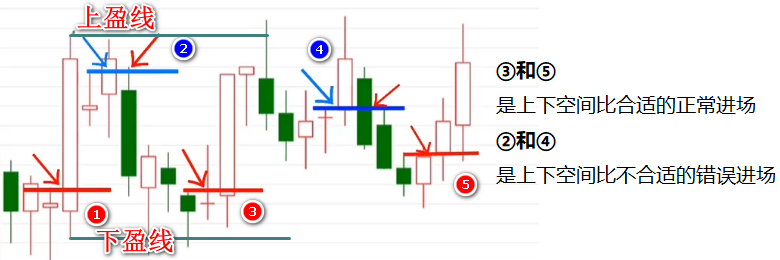 上盈线
②
④
①
③
⑤
下盈线
③和⑤
是上下空间比合适的正常进场
②和④
是上下空间比不合适的错误进场